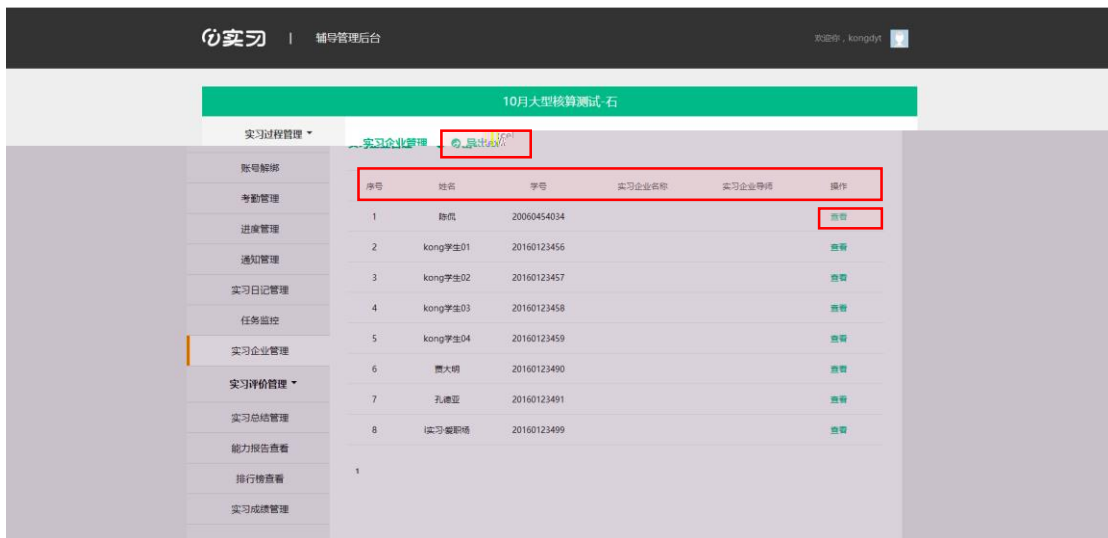 i实习 | 辅导管理后台
欢迎你，kongdyt
10月大型核算测试-石
实习过程管理
账号解绑
考勤管理
进度管理
通知管理
实习日记管理
任务监控
实习企业管理
实习评价管理
实习总结管理
能力报告查看
排行榜查看
实习成绩管理
实习企业管理
序号 姓名 学号 实习企业名称 实习企业导师 操作
1 陈侃 20060454034 查看
2 kong学生01 20160123456 查看
3 kong学生02 20160123457 查看
4 kong学生03 20160123458 查看
5 kong学生04 20160123459 查看
6 贾大明 20160123490 查看
7 孔德亚 20160123491 查看
8 i实习·爱职场 20160123499 查看
1